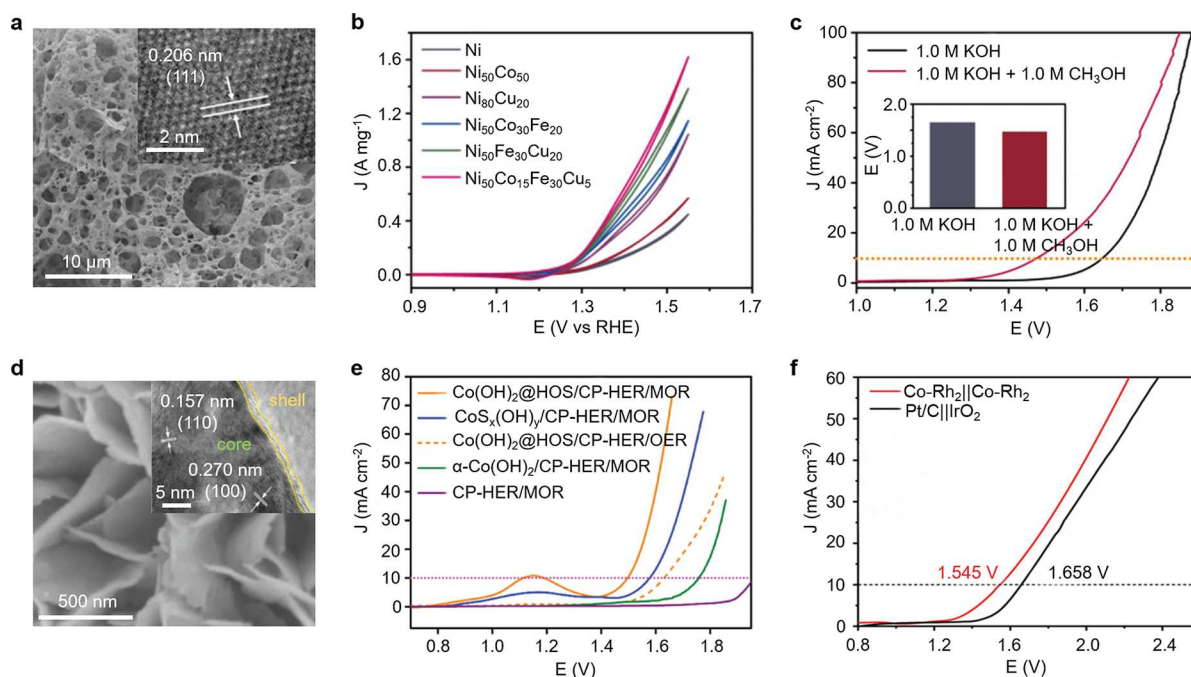 a
0.206 nm
(111)
2 nm
10 μm
b
Ni
Ni₅₀Co₅₀
Ni₈₀Cu₂₀
Ni₅₀Co₃₀Fe₂₀
Ni₅₀Fe₃₀Cu₂₀
Ni₅₀Co₁₅Fe₃₀Cu₅
J (A mg⁻¹)
1.6
1.2
0.8
0.4
0.0
0.9 1.1 1.3 1.5 1.7
E (V vs RHE)
c
1.0 M KOH
1.0 M KOH + 1.0 M CH₃OH
J (mA cm⁻²)
100
80
60
40
20
0
E (V)
2.0
1.0
0.0
1.0 M KOH
1.0 M KOH +
1.0 M CH₃OH
1.0 1.2 1.4 1.6 1.8
E (V)
d
0.157 nm
(110)
shell
core
0.270 nm
(100)
5 nm
500 nm
e
Co(OH)₂@HOS/CP-HER/MOR
CoSₓ(OH)ᵧ/CP-HER/MOR
Co(OH)₂@HOS/CP-HER/OER
α-Co(OH)₂/CP-HER/MOR
CP-HER/MOR
J (mA cm⁻²)
80
70
60
50
40
30
20
10
0
0.8 1.0 1.2 1.4 1.6 1.8
E (V)
f
Co-Rh₂||Co-Rh₂
Pt/C||IrO₂
J (mA cm⁻²)
60
50
40
30
20
10
0
1.545 V
1.658 V
0.8 1.2 1.6 2.0 2.4
E (V)